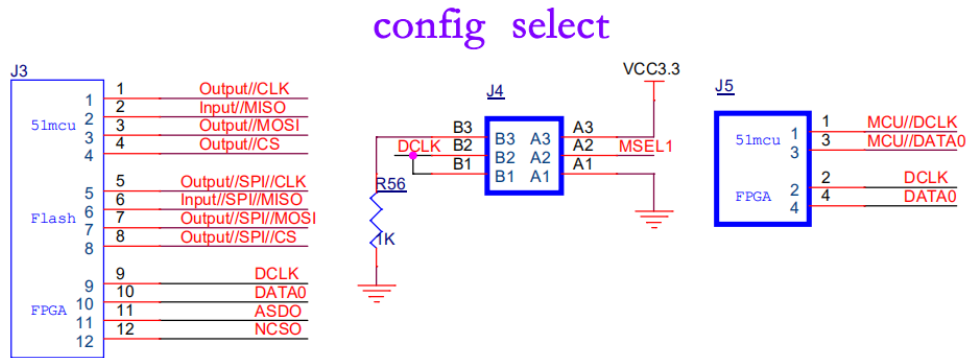 config select
J3
51mcu
Flash
FPGA
1 1 Output//CLK
2 2 Input//MISO
3 3 Output//MOSI
4 4 Output//CS
5 5 Output//SPI//CLK
6 6 Input//SPI//MISO
7 7 Output//SPI//MOSI
8 8 Output//SPI//CS
9 9 DCLK
10 10 DATA0
11 11 ASDO
12 12 NCSO
J4
VCC3.3
B3 B3 A3 A3
DCLK B2 B2 A2 A2 MSEL1
B1 B1 A1 A1
R56
1K
J5
51mcu
FPGA
1 1 MCU//DCLK
3 3 MCU//DATA0
2 2 DCLK
4 4 DATA0